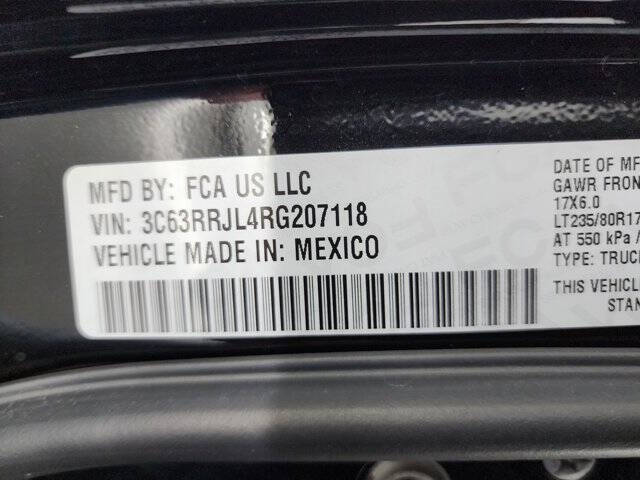 MFD BY: FCA US LLC
VIN: 3C63RRJL4RG207118
VEHICLE MADE IN: MEXICO
DATE OF MF
GAWR FRON
17X6.0
LT235/80R17
AT 550 kPa /
TYPE: TRUC
THIS VEHICL
STAN